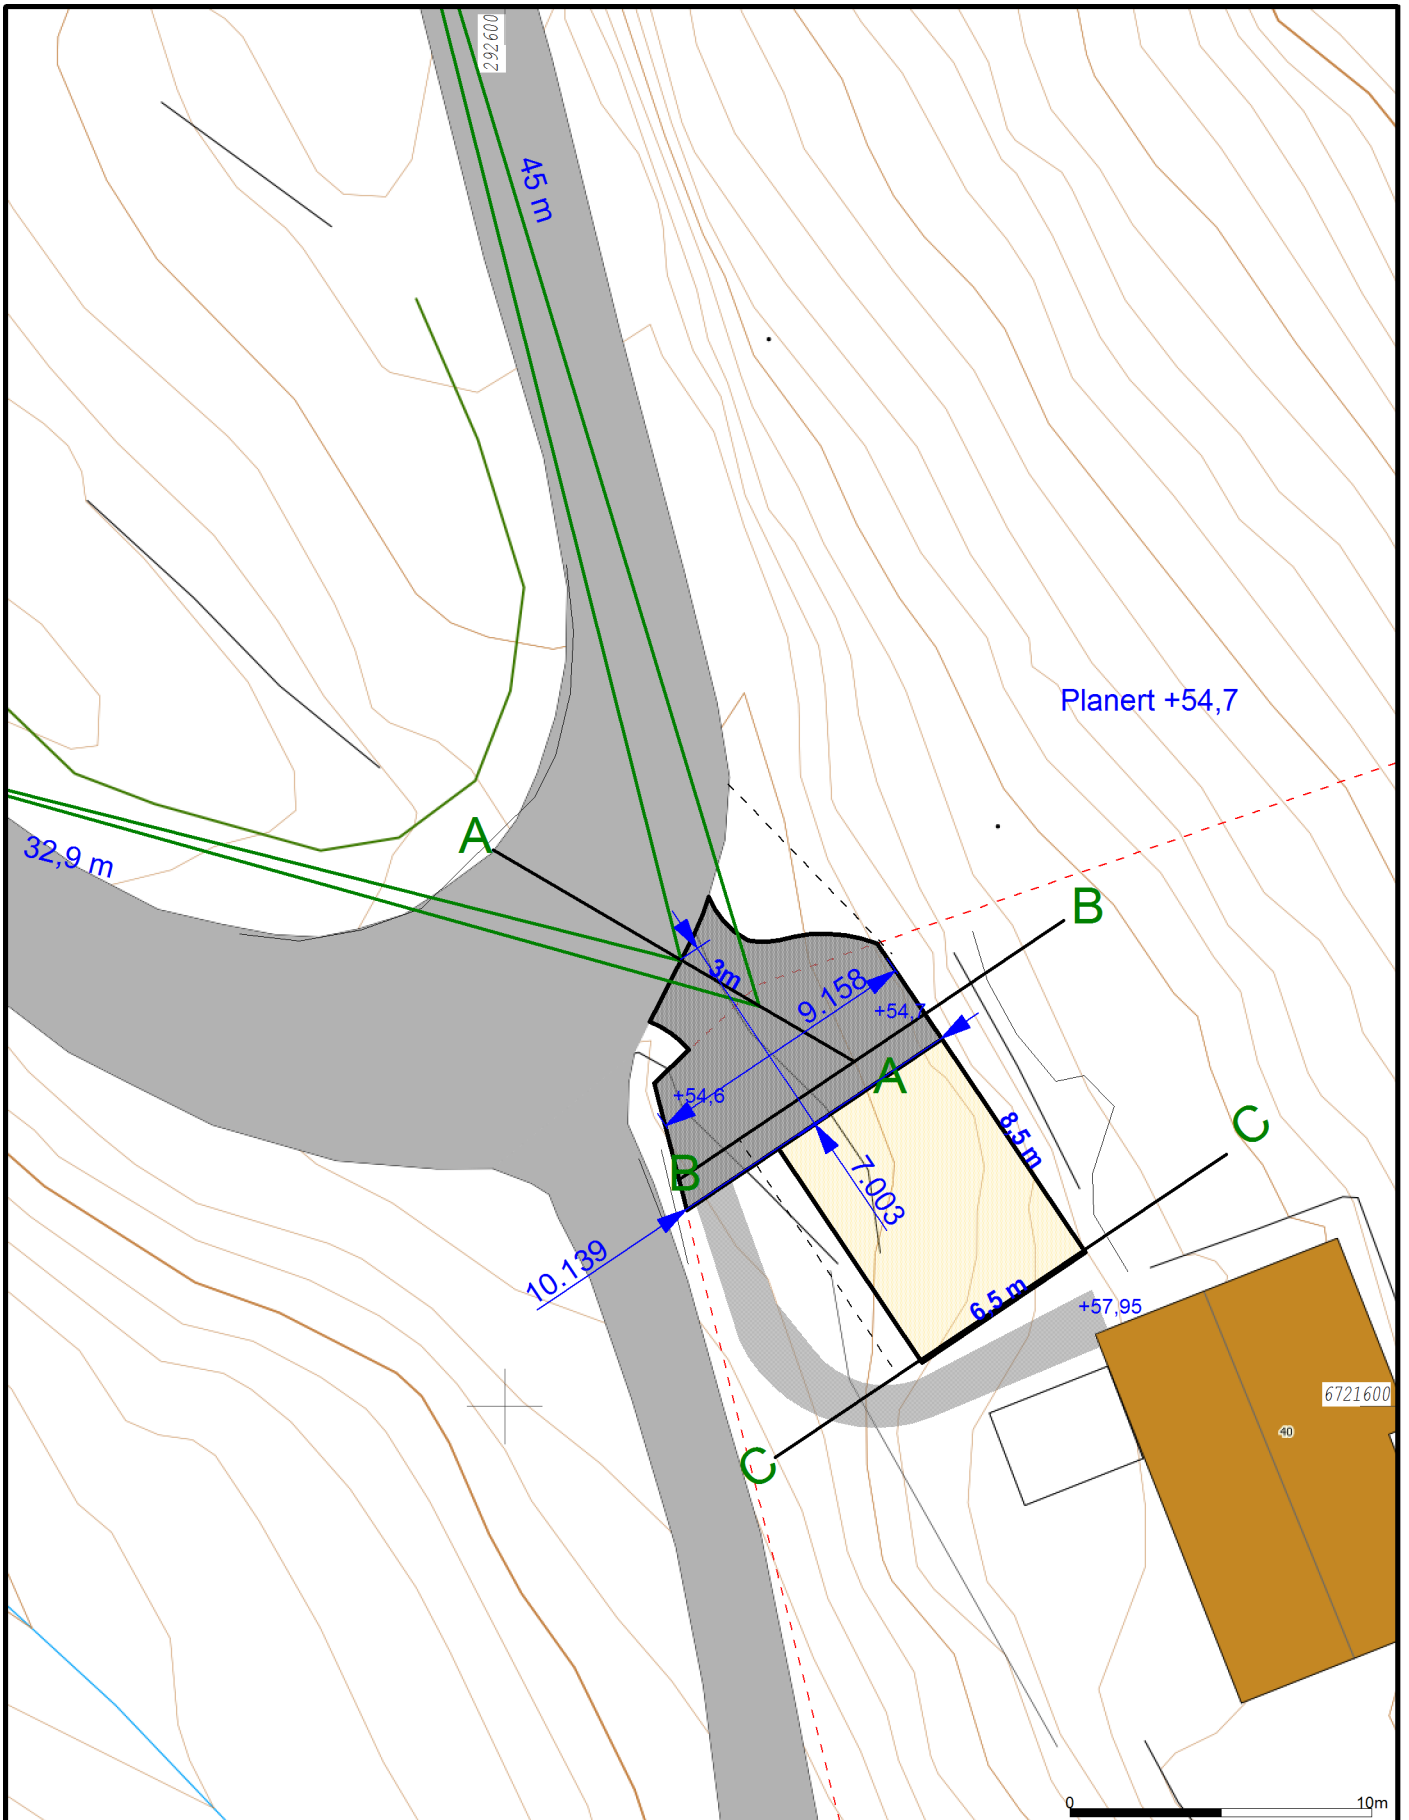 292600
45 m
Planert +54,7
32,9 m
A
B
3m
9.158
+54,7
A
+54,6
B
8,5 m
C
7.003
10.139
6,5 m
+57,95
6721600
40
C
0 10m